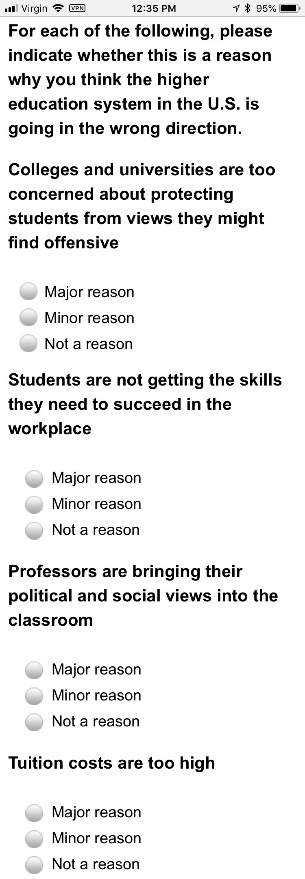 Virgin VPN 12:35 PM 95%
For each of the following, please
indicate whether this is a reason
why you think the higher
education system in the U.S. is
going in the wrong direction.
Colleges and universities are too
concerned about protecting
students from views they might
find offensive
Major reason
Minor reason
Not a reason
Students are not getting the skills
they need to succeed in the
workplace
Major reason
Minor reason
Not a reason
Professors are bringing their
political and social views into the
classroom
Major reason
Minor reason
Not a reason
Tuition costs are too high
Major reason
Minor reason
Not a reason